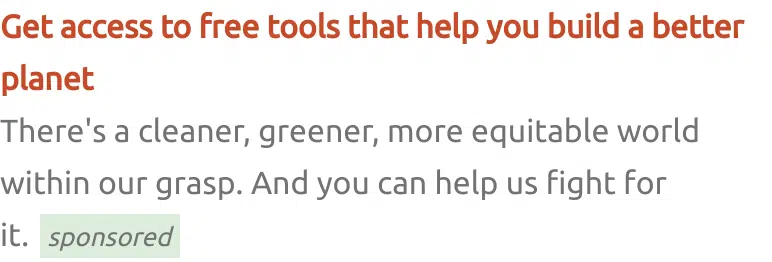 Get access to free tools that help you build a better
planet
There's a cleaner, greener, more equitable world
within our grasp. And you can help us fight for
it. sponsored